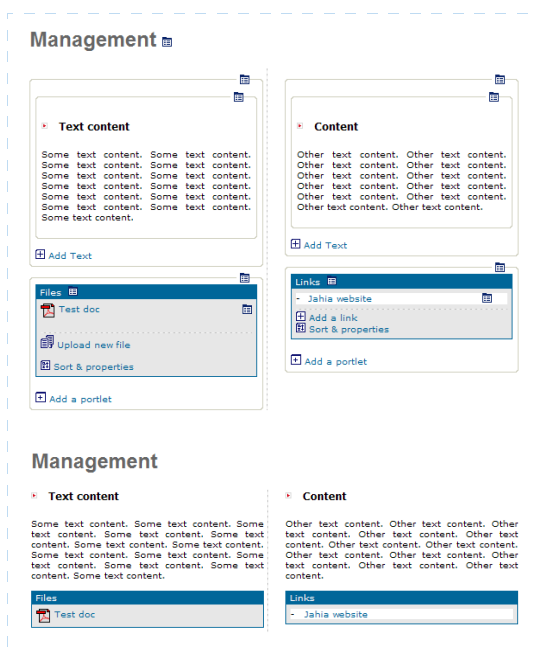 Management
Text content
Some text content. Some text content.
Some text content. Some text content.
Some text content. Some text content.
Some text content. Some text content.
Some text content. Some text content.
Some text content. Some text content.
Some text content.
Add Text
Files
Test doc
Upload new file
Sort & properties
Add a portlet
Content
Other text content. Other text content.
Other text content. Other text content.
Other text content. Other text content.
Other text content. Other text content.
Other text content. Other text content.
Other text content. Other text content.
Add Text
Links
- Jahia website
Add a link
Sort & properties
Add a portlet
Management
Text content
Some text content. Some text content. Some
text content. Some text content. Some text
content. Some text content. Some text content.
Some text content. Some text content. Some
text content. Some text content. Some text
content. Some text content.
Files
Test doc
Content
Other text content. Other text content. Other
text content. Other text content. Other text
content. Other text content. Other text content.
Other text content. Other text content. Other
text content. Other text content. Other text
content.
Links
- Jahia website